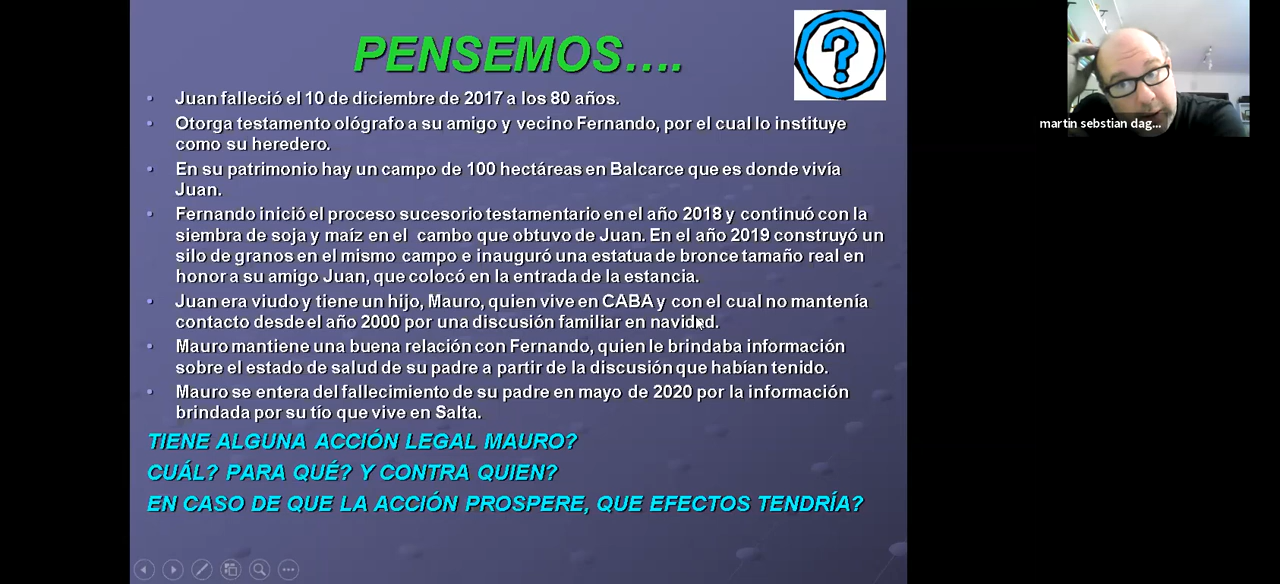 PENSEMOS....
?
• Juan falleció el 10 de diciembre de 2017 a los 80 años.
• Otorga testamento ológrafo a su amigo y vecino Fernando, por el cual lo instituye
como su heredero.
• En su patrimonio hay un campo de 100 hectáreas en Balcarce que es donde vivía
Juan.
• Fernando inició el proceso sucesorio testamentario en el año 2018 y continuó con la
siembra de soja y maíz en el cambo que obtuvo de Juan. En el año 2019 construyó un
silo de granos en el mismo campo e inauguró una estatua de bronce tamaño real en
honor a su amigo Juan, que colocó en la entrada de la estancia.
• Juan era viudo y tiene un hijo, Mauro, quien vive en CABA y con el cual no mantenía
contacto desde el año 2000 por una discusión familiar en navidad.
• Mauro mantiene una buena relación con Fernando, quien le brindaba información
sobre el estado de salud de su padre a partir de la discusión que habían tenido.
• Mauro se entera del fallecimiento de su padre en mayo de 2020 por la información
brindada por su tío que vive en Salta.
TIENE ALGUNA ACCIÓN LEGAL MAURO?
CUÁL? PARA QUÉ? Y CONTRA QUIEN?
EN CASO DE QUE LA ACCIÓN PROSPERE, QUE EFECTOS TENDRÍA?
martin sebstian dag...